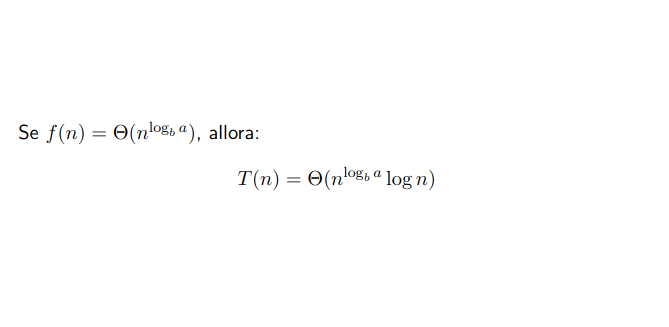 Se f(n) = Θ(n^{log_b a}), allora:
T(n) = Θ(n^{log_b a} log n)